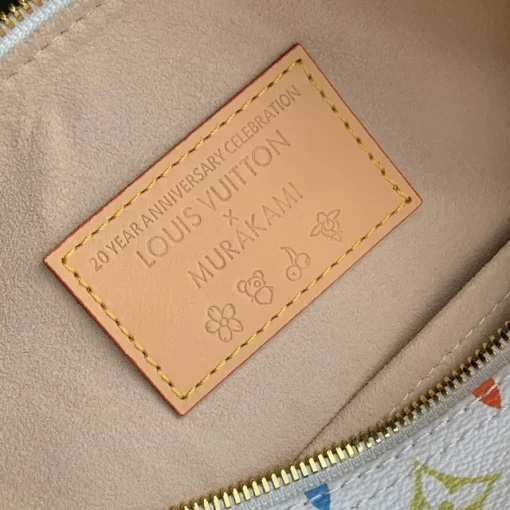 20 YEAR ANNIVERSARY CELEBRATION
LOUIS VUITTON
×
MURAKAMI